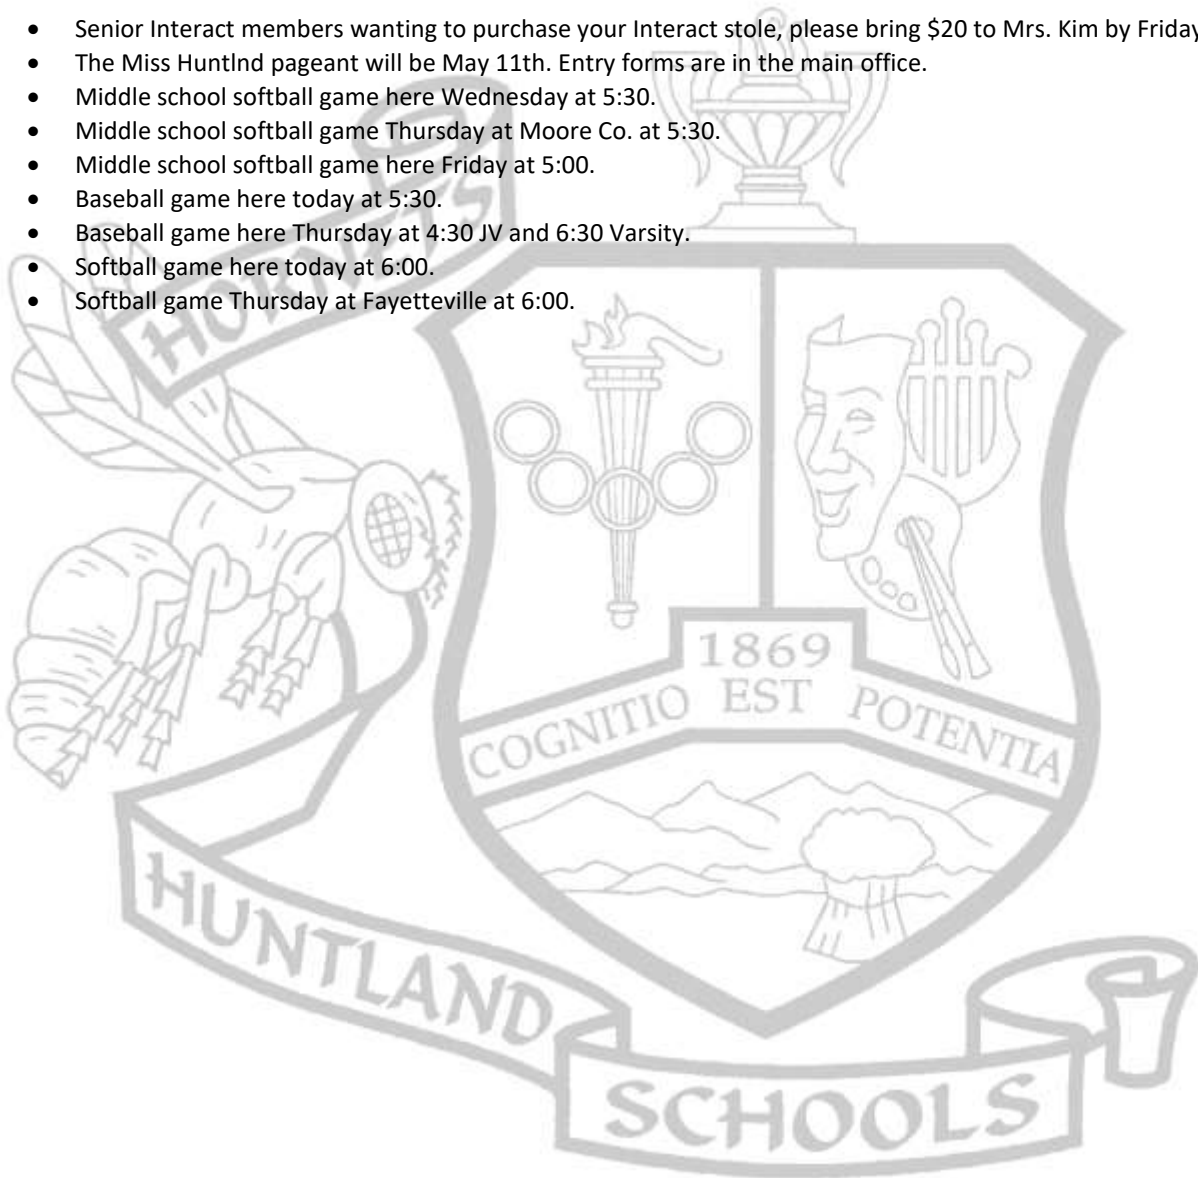 • Senior Interact members wanting to purchase your Interact stole, please bring $20 to Mrs. Kim by Friday
• The Miss Huntlnd pageant will be May 11th. Entry forms are in the main office.
• Middle school softball game here Wednesday at 5:30.
• Middle school softball game Thursday at Moore Co. at 5:30.
• Middle school softball game here Friday at 5:00.
• Baseball game here today at 5:30.
• Baseball game here Thursday at 4:30 JV and 6:30 Varsity.
• Softball game here today at 6:00.
• Softball game Thursday at Fayetteville at 6:00.
HORNETS
1869
COGNITIO EST POTENTIA
HUNTLAND
SCHOOLS